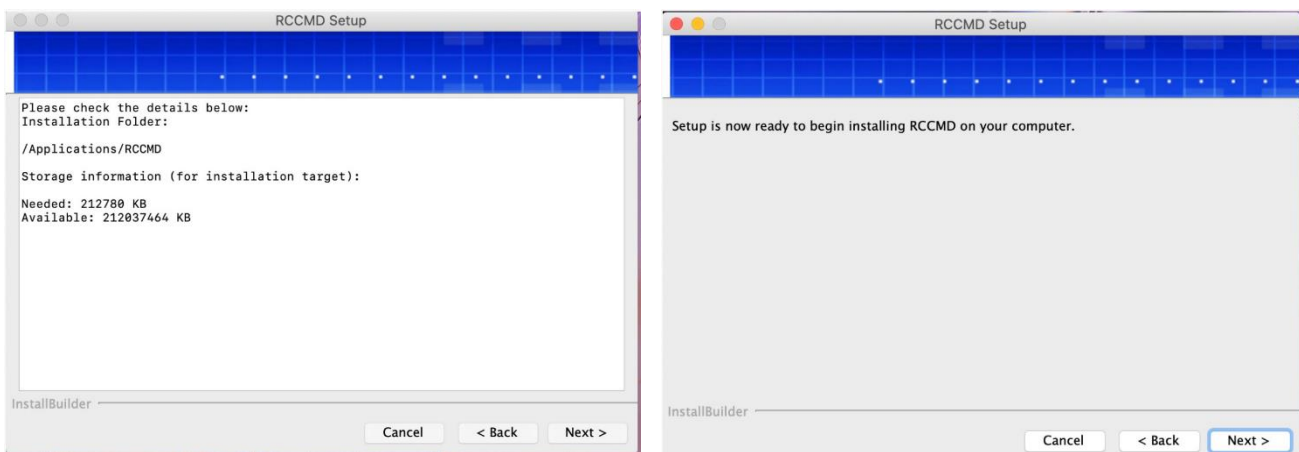 RCCMD Setup
Please check the details below:
Installation Folder:
/Applications/RCCMD
Storage information (for installation target):
Needed: 212780 KB
Available: 212037464 KB
InstallBuilder
Cancel
< Back
Next >
RCCMD Setup
Setup is now ready to begin installing RCCMD on your computer.
InstallBuilder
Cancel
< Back
Next >